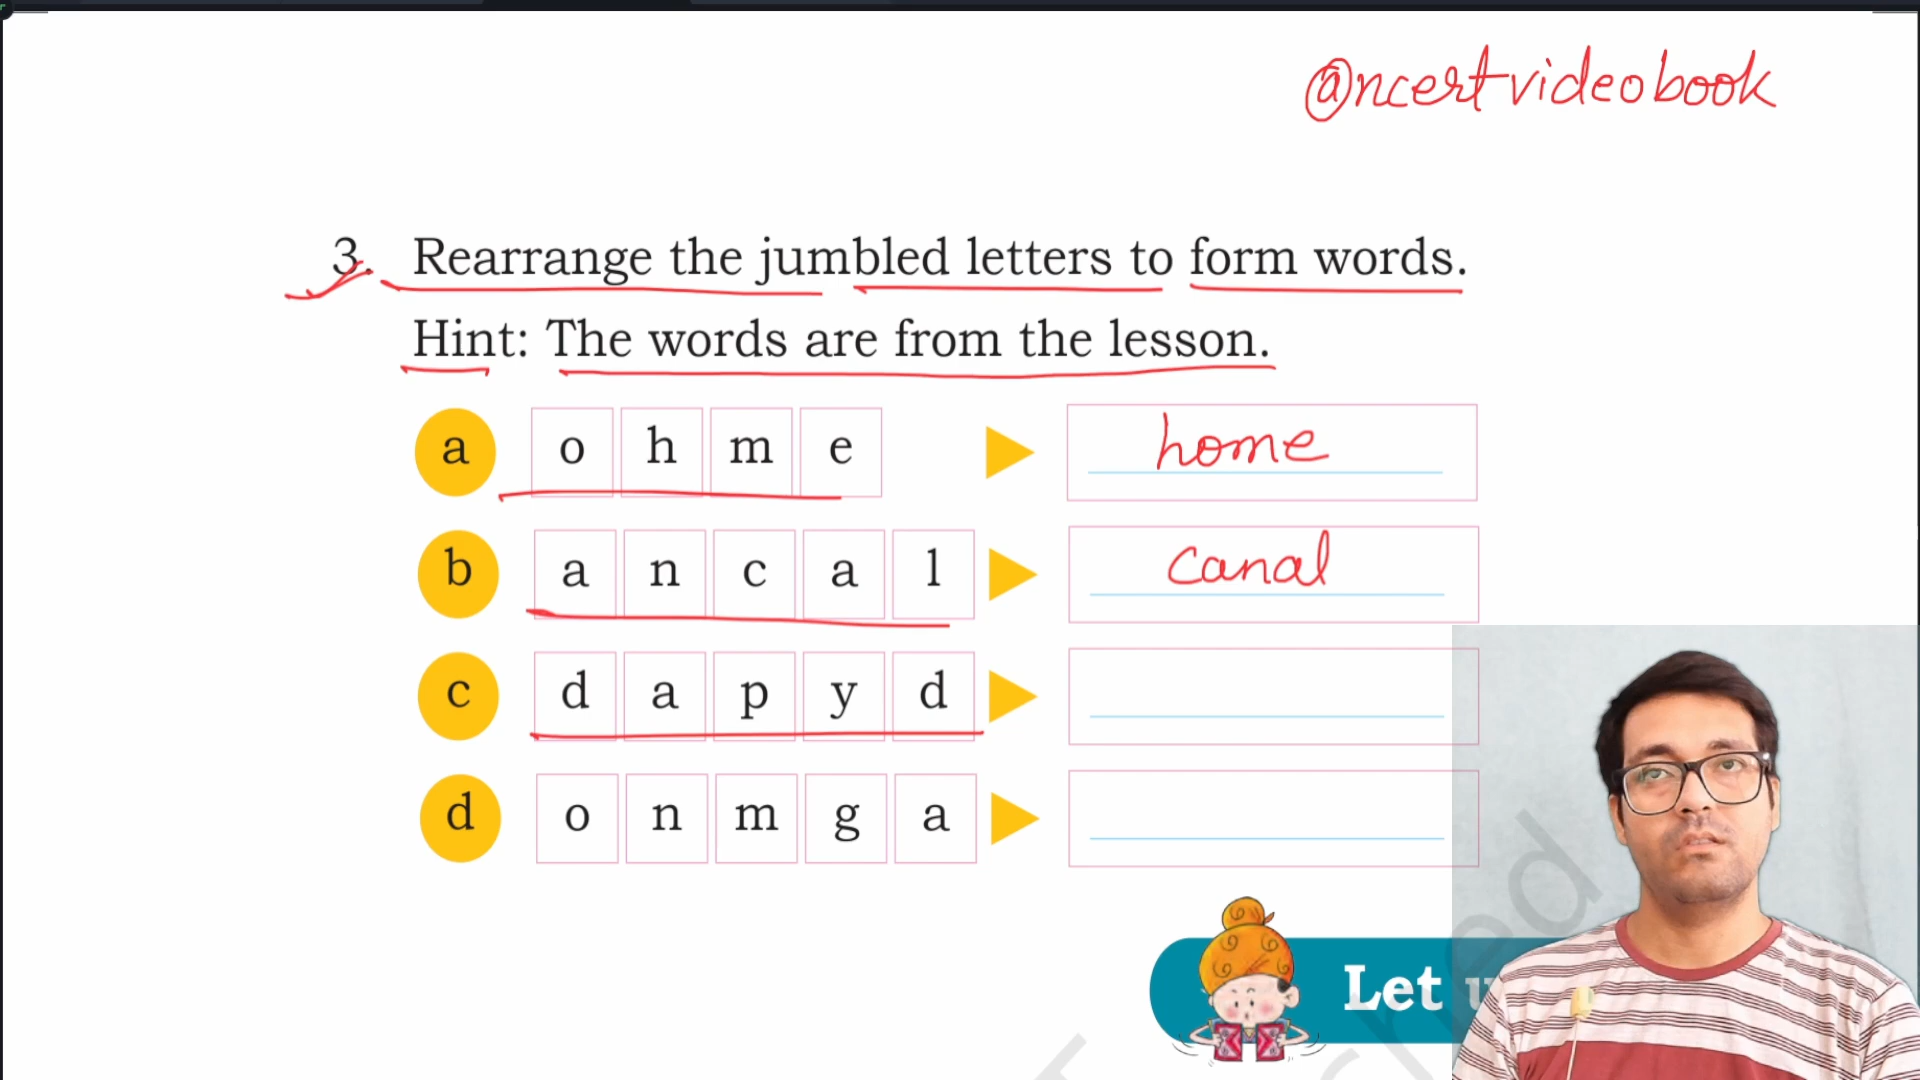 @ncertvideobook
3. Rearrange the jumbled letters to form words.
Hint: The words are from the lesson.
a o h m e home
b a n c a l canal
c d a p y d
d o n m g a
Let